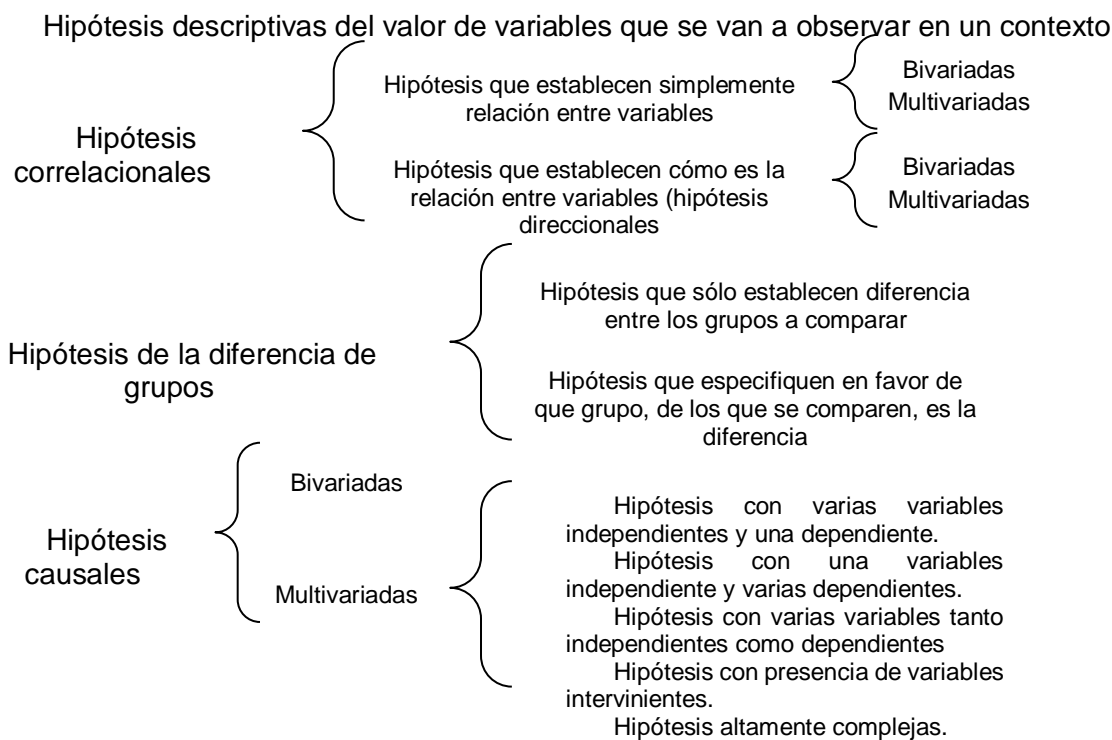 Hipótesis descriptivas del valor de variables que se van a observar en un contexto
Hipótesis
correlacionales
Hipótesis que establecen simplemente
relación entre variables
Bivariadas
Multivariadas
Hipótesis que establecen cómo es la
relación entre variables (hipótesis
direccionales
Bivariadas
Multivariadas
Hipótesis de la diferencia de
grupos
Hipótesis que sólo establecen diferencia
entre los grupos a comparar
Hipótesis que especifiquen en favor de
que grupo, de los que se comparen, es la
diferencia
Hipótesis
causales
Bivariadas
Multivariadas
Hipótesis con varias variables
independientes y una dependiente.
Hipótesis con una variables
independiente y varias dependientes.
Hipótesis con varias variables tanto
independientes como dependientes
Hipótesis con presencia de variables
intervinientes.
Hipótesis altamente complejas.